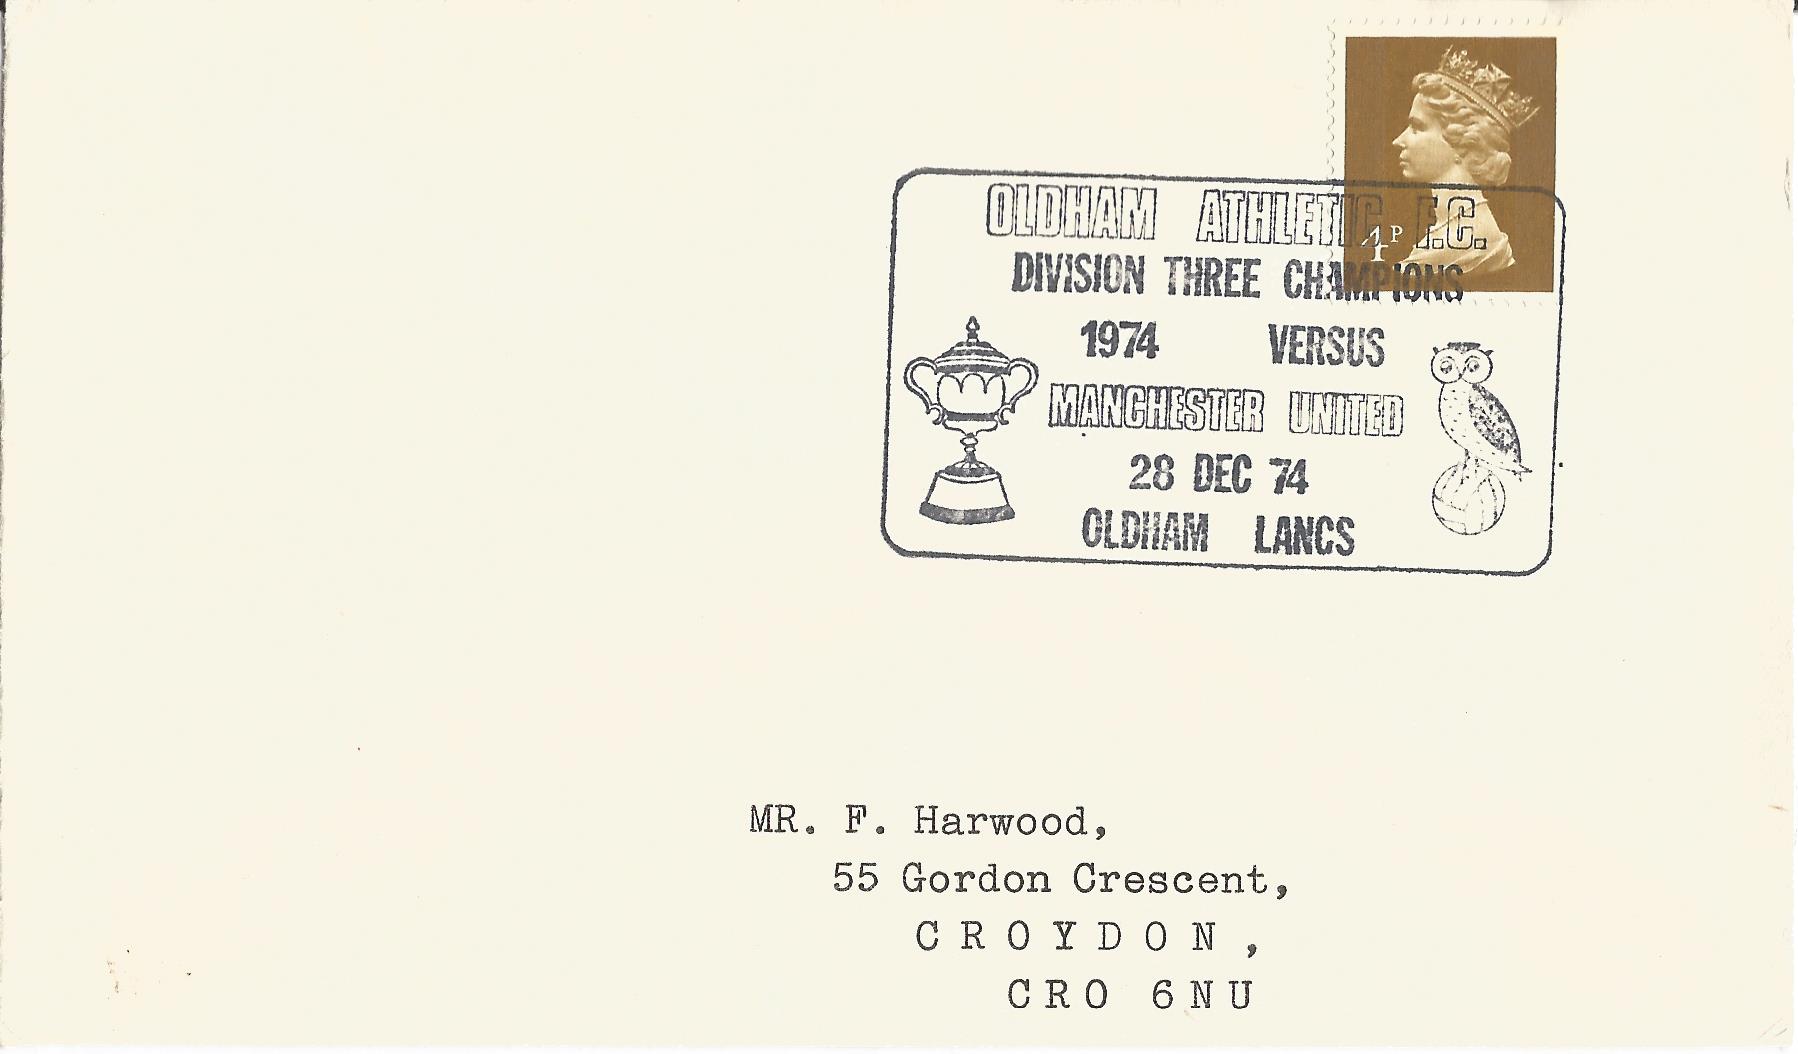 OLDHAM ATHLETIC F.C.
DIVISION THREE CHAMPIONS
1974 VERSUS
MANCHESTER UNITED
28 DEC 74
OLDHAM LANCS
4P
MR. F. Harwood,
55 Gordon Crescent,
CROYDON,
CRO 6NU